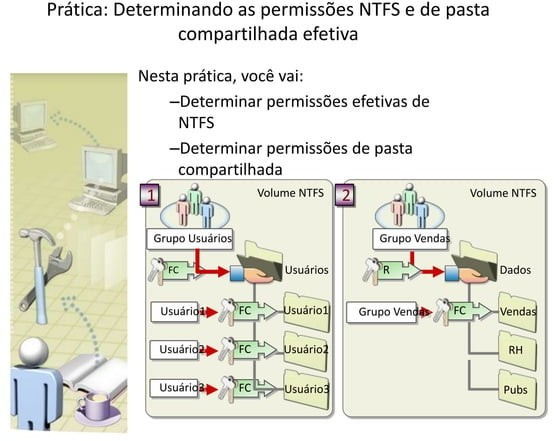 Prática: Determinando as permissões NTFS e de pasta
compartilhada efetiva
Nesta prática, você vai:
–Determinar permissões efetivas de
NTFS
–Determinar permissões de pasta
compartilhada
1
Volume NTFS
Grupo Usuários
FC
Usuários
Usuário1
FC
Usuário1
Usuário2
FC
Usuário2
Usuário3
FC
Usuário3
2
Volume NTFS
Grupo Vendas
R
Dados
Grupo Vendas
FC
Vendas
RH
Pubs